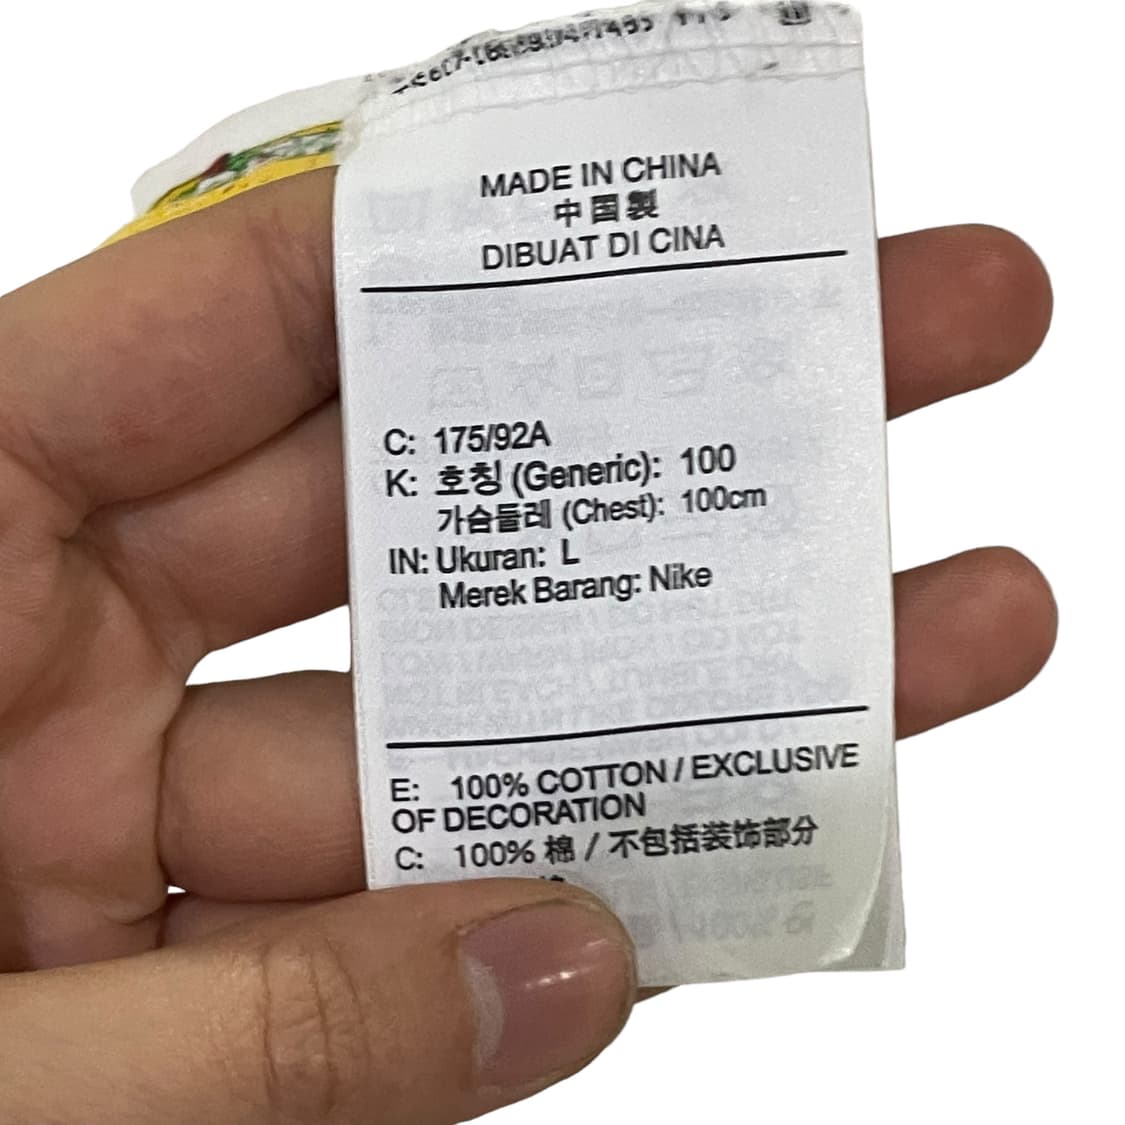 MADE IN CHINA
中国製
DIBUAT DI CINA
C: 175/92A
K: 호칭 (Generic): 100
가슴둘레 (Chest): 100cm
IN: Ukuran: L
Merek Barang: Nike
E: 100% COTTON / EXCLUSIVE
OF DECORATION
C: 100% 棉 / 不包括装饰部分